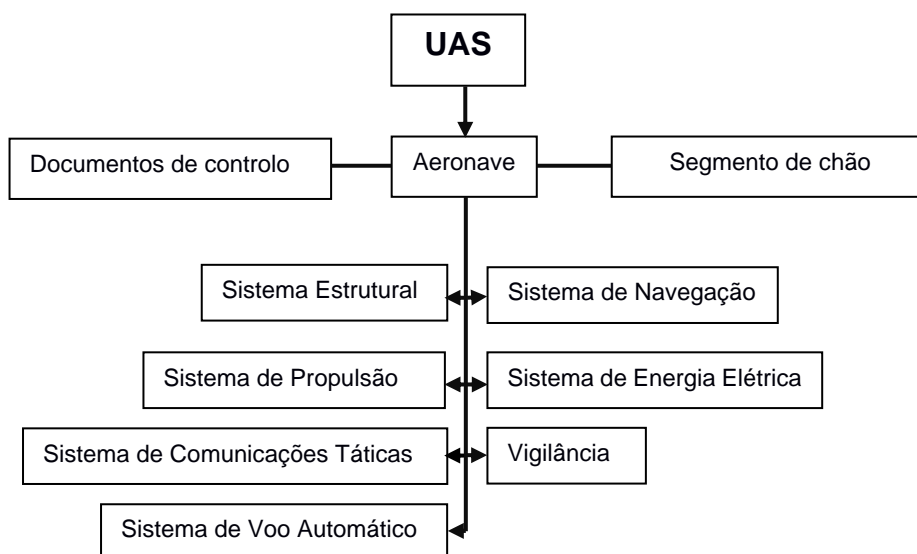 UAS
Documentos de controlo
Aeronave
Segmento de chão
Sistema Estrutural
Sistema de Navegação
Sistema de Propulsão
Sistema de Energia Elétrica
Sistema de Comunicações Táticas
Vigilância
Sistema de Voo Automático